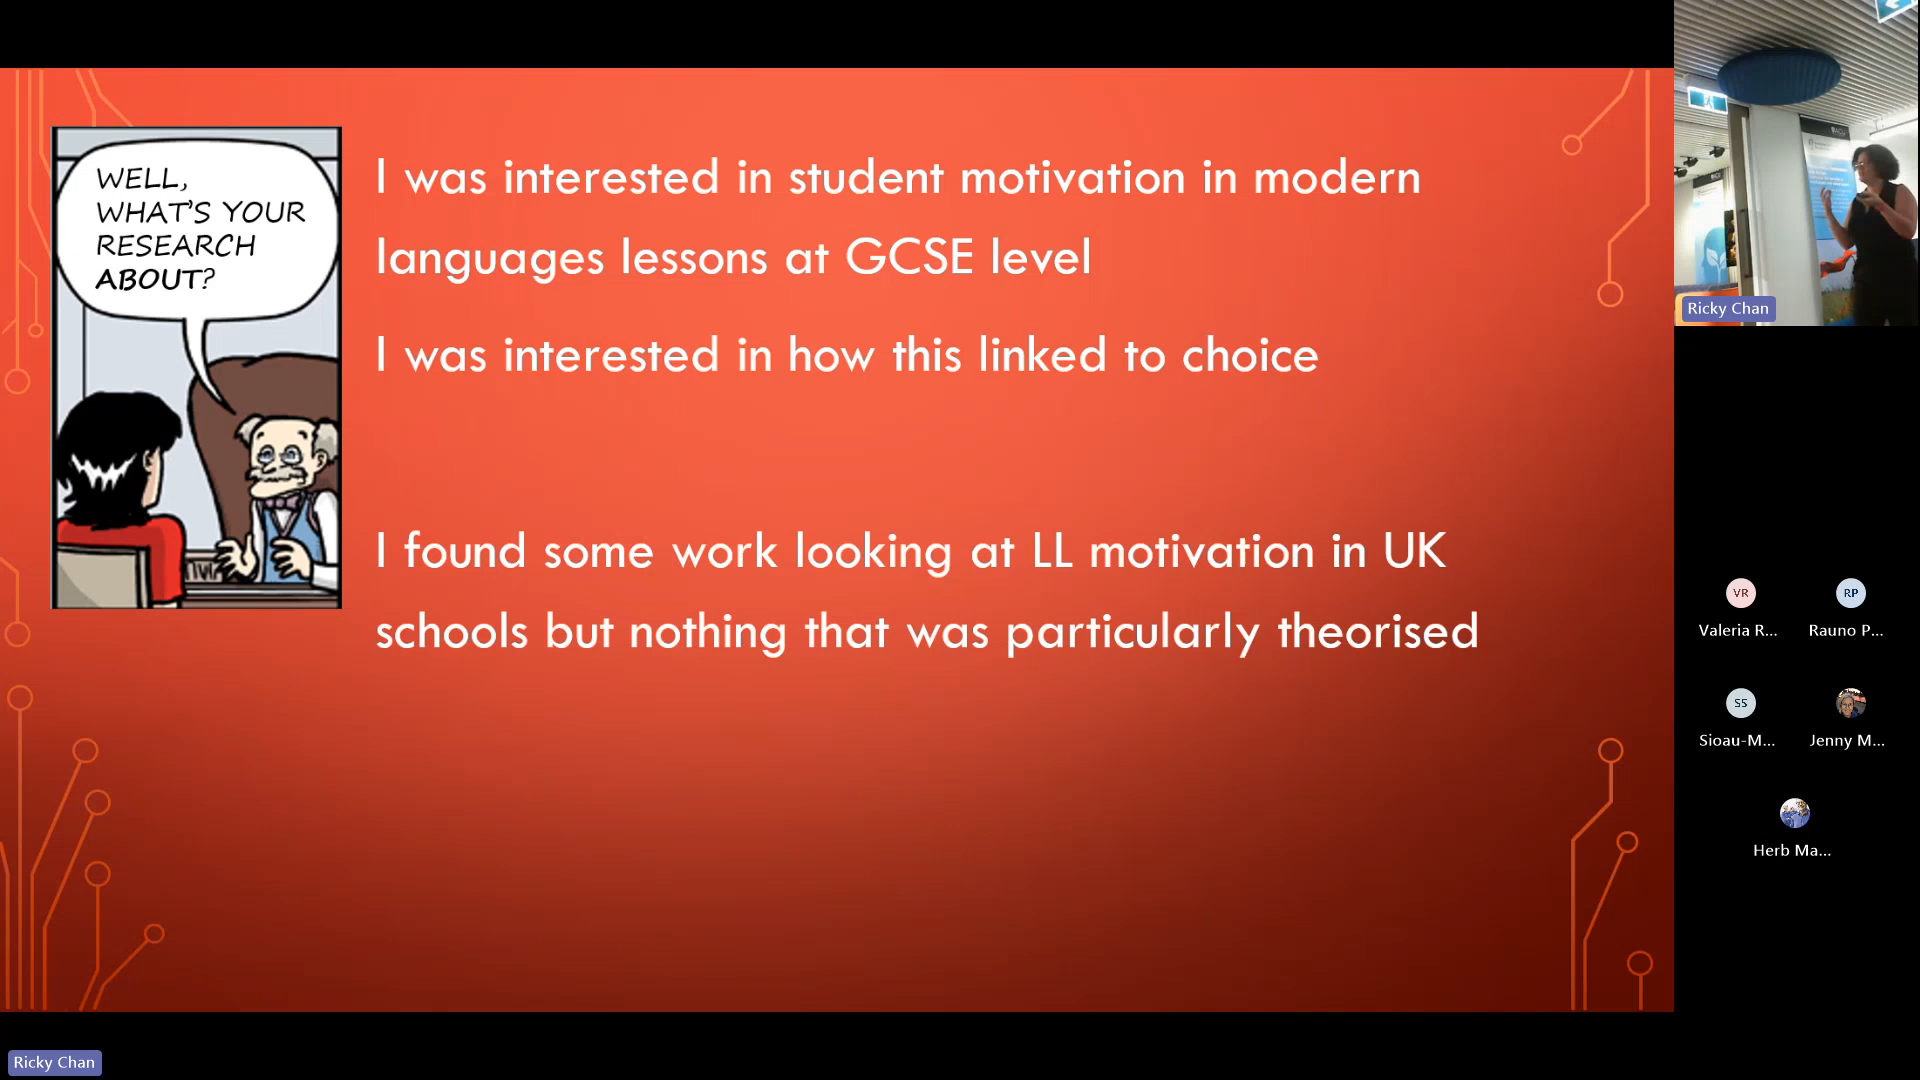 WELL,
WHAT'S YOUR
RESEARCH
ABOUT?
I was interested in student motivation in modern
languages lessons at GCSE level
I was interested in how this linked to choice
I found some work looking at LL motivation in UK
schools but nothing that was particularly theorised
ACU
Ricky Chan
VR
RP
Valeria R...
Rauno P...
SS
Sioau-M...
Jenny M...
Herb Ma...
Ricky Chan